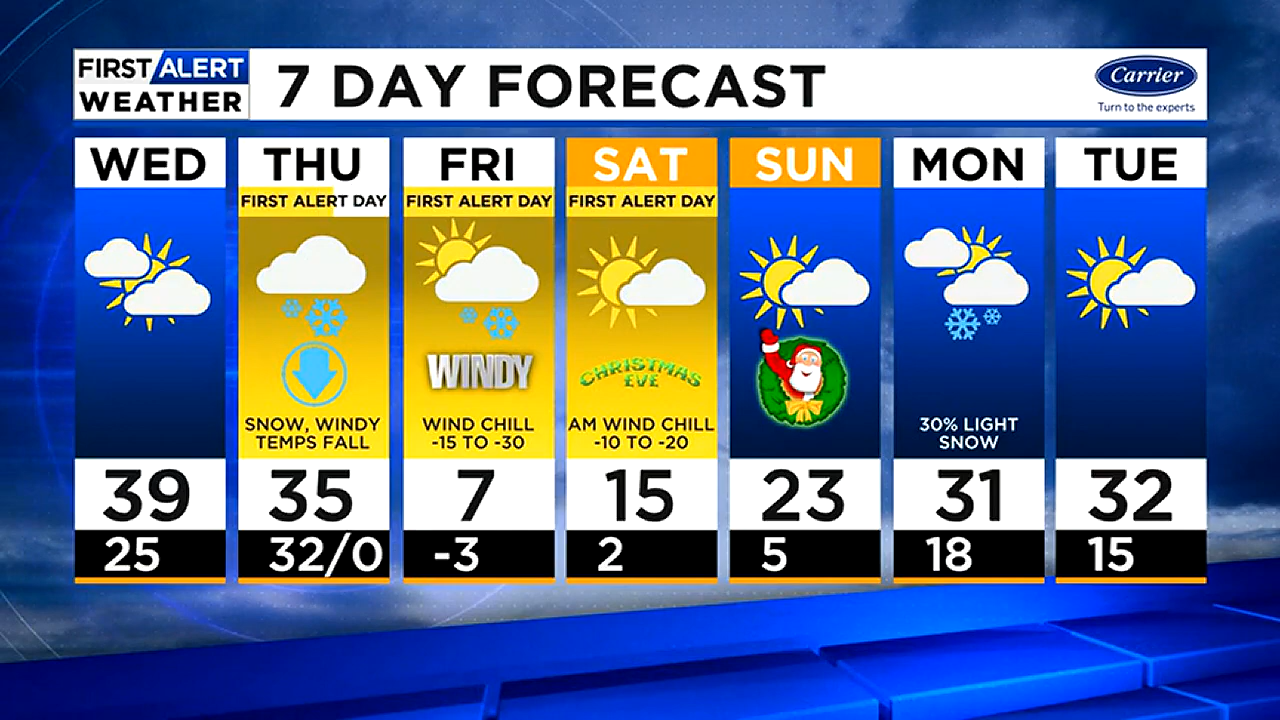 FIRST ALERT
WEATHER
7 DAY FORECAST
Carrier
Turn to the experts
WED
39
25
THU
FIRST ALERT DAY
SNOW, WINDY
TEMPS FALL
35
32/0
FRI
FIRST ALERT DAY
WINDY
WIND CHILL
-15 TO -30
7
-3
SAT
FIRST ALERT DAY
CHRISTMAS
EVE
AM WIND CHILL
-10 TO -20
15
2
SUN
23
5
MON
30% LIGHT
SNOW
31
18
TUE
32
15